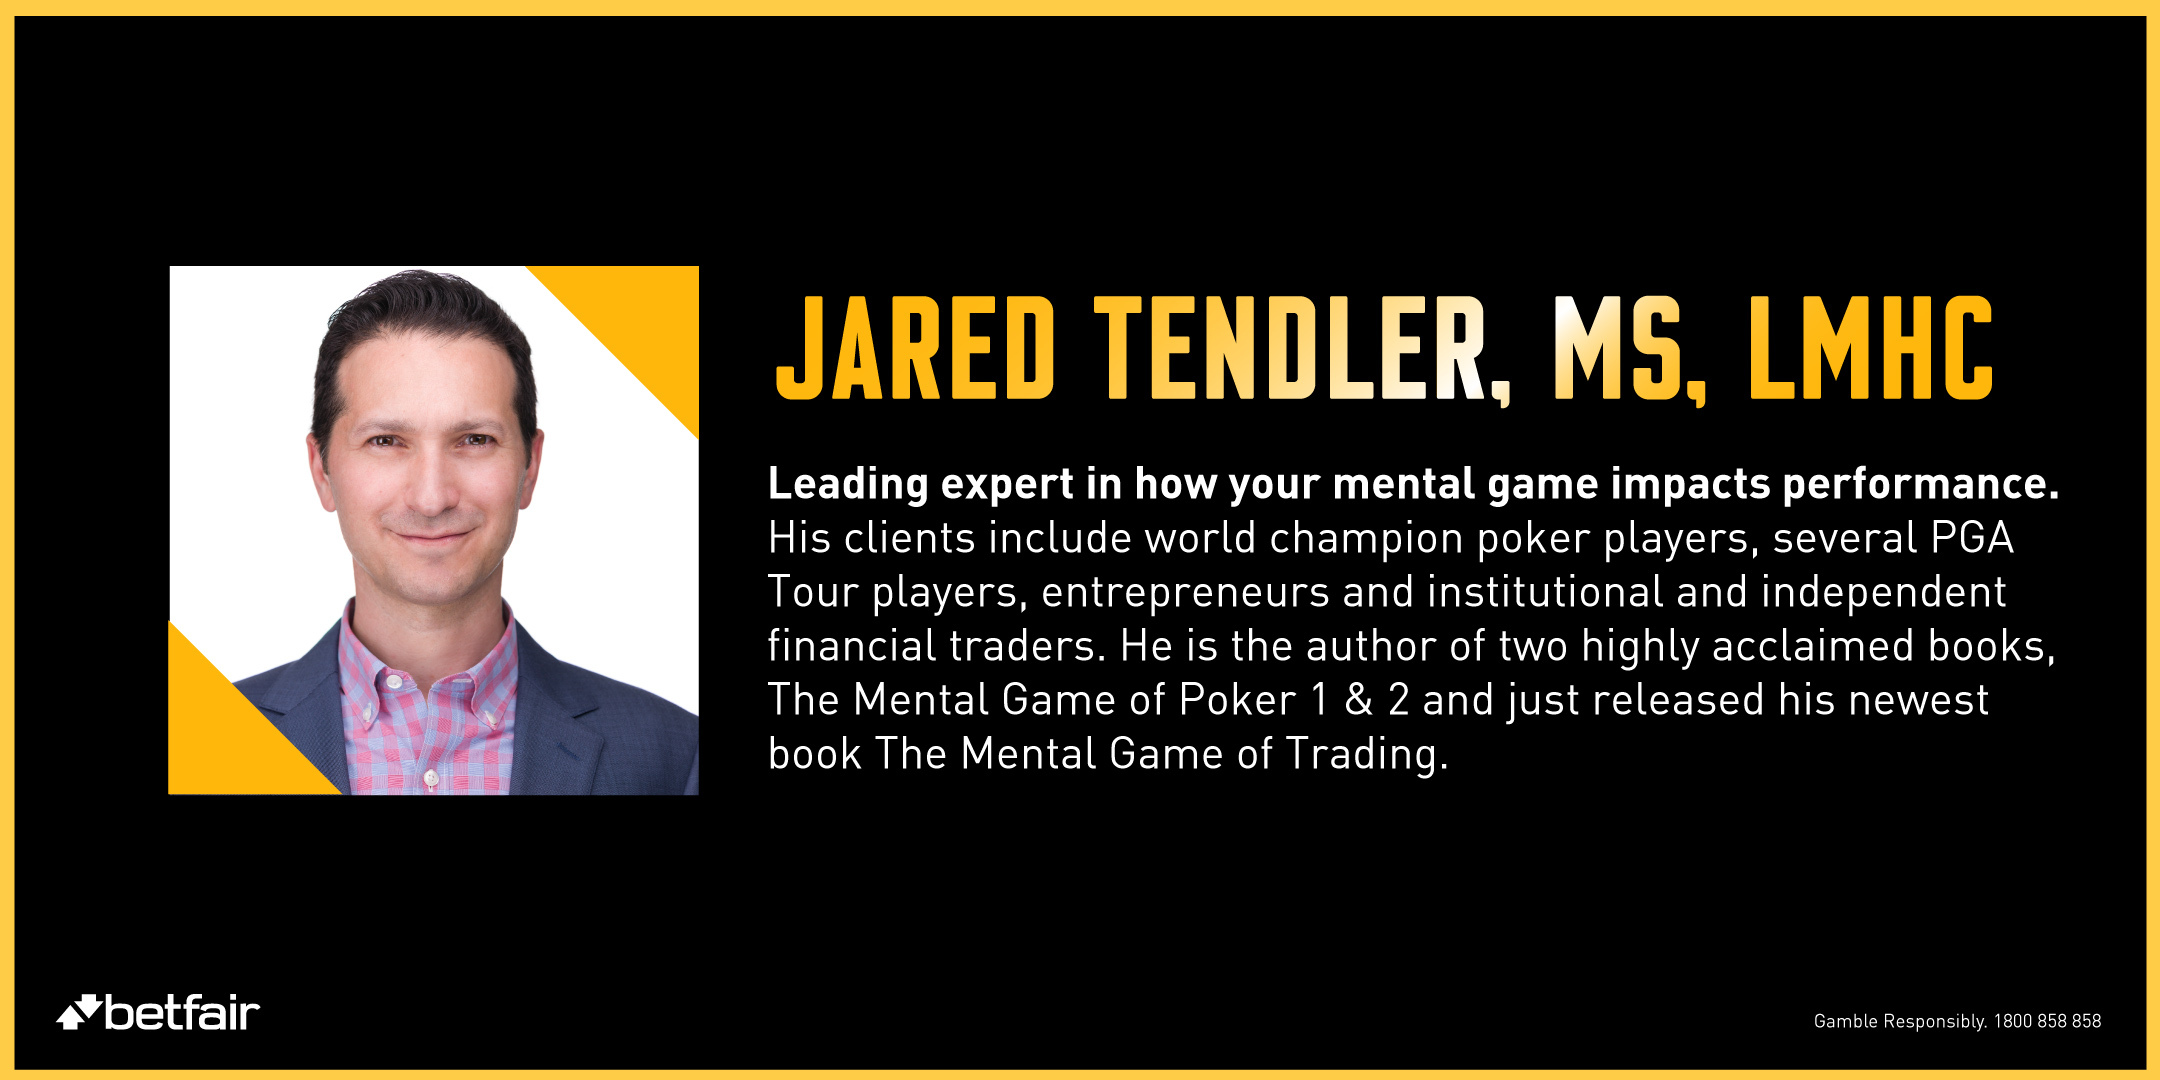 JARED TENDLER, MS, LMHC
Leading expert in how your mental game impacts performance.
His clients include world champion poker players, several PGA
Tour players, entrepreneurs and institutional and independent
financial traders. He is the author of two highly acclaimed books,
The Mental Game of Poker 1 & 2 and just released his newest
book The Mental Game of Trading.
betfair
Gamble Responsibly. 1800 858 858